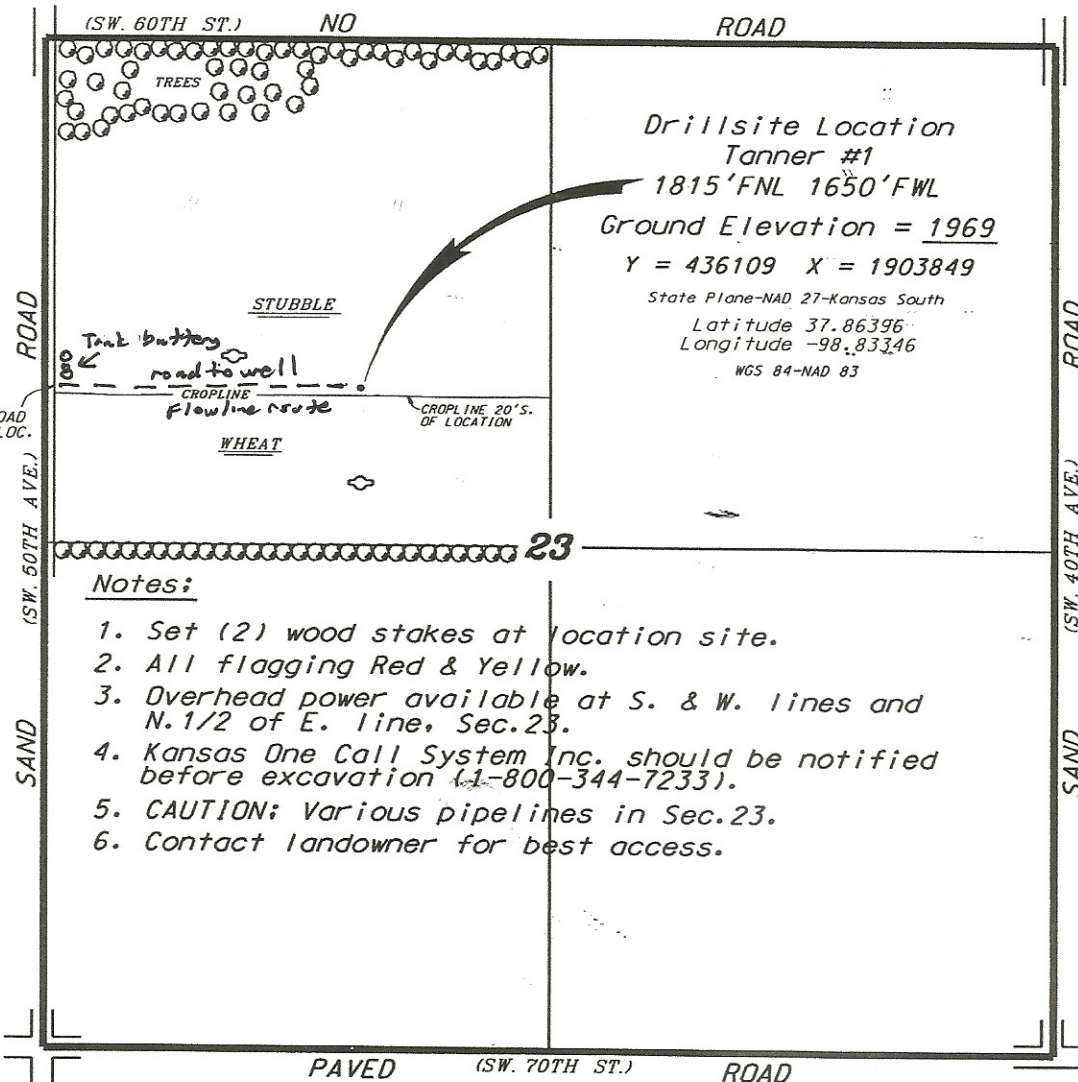 (SW. 60TH ST.) NO ROAD
TREES
Drillsite Location
Tanner #1
1815'FNL 1650'FWL
Ground Elevation = 1969
Y = 436109 X = 1903849
State Plane-NAD 27-Kansas South
Latitude 37.86396
Longitude -98.83346
WGS 84-NAD 83
STUBBLE
Tank battery
road to well
CROPLINE
Flowline route
CROPLINE 20'S.
OF LOCATION
WHEAT
ROAD
(SW. 50TH AVE.)
SAND
OAD
LOC.
ROAD
(SW. 40TH AVE.)
SAND
23
Notes:
1. Set (2) wood stakes at location site.
2. All flagging Red & Yellow.
3. Overhead power available at S. & W. lines and
N.1/2 of E. line, Sec.23.
4. Kansas One Call System Inc. should be notified
before excavation (1-800-344-7233).
5. CAUTION: Various pipelines in Sec.23.
6. Contact landowner for best access.
PAVED (SW. 70TH ST.) ROAD